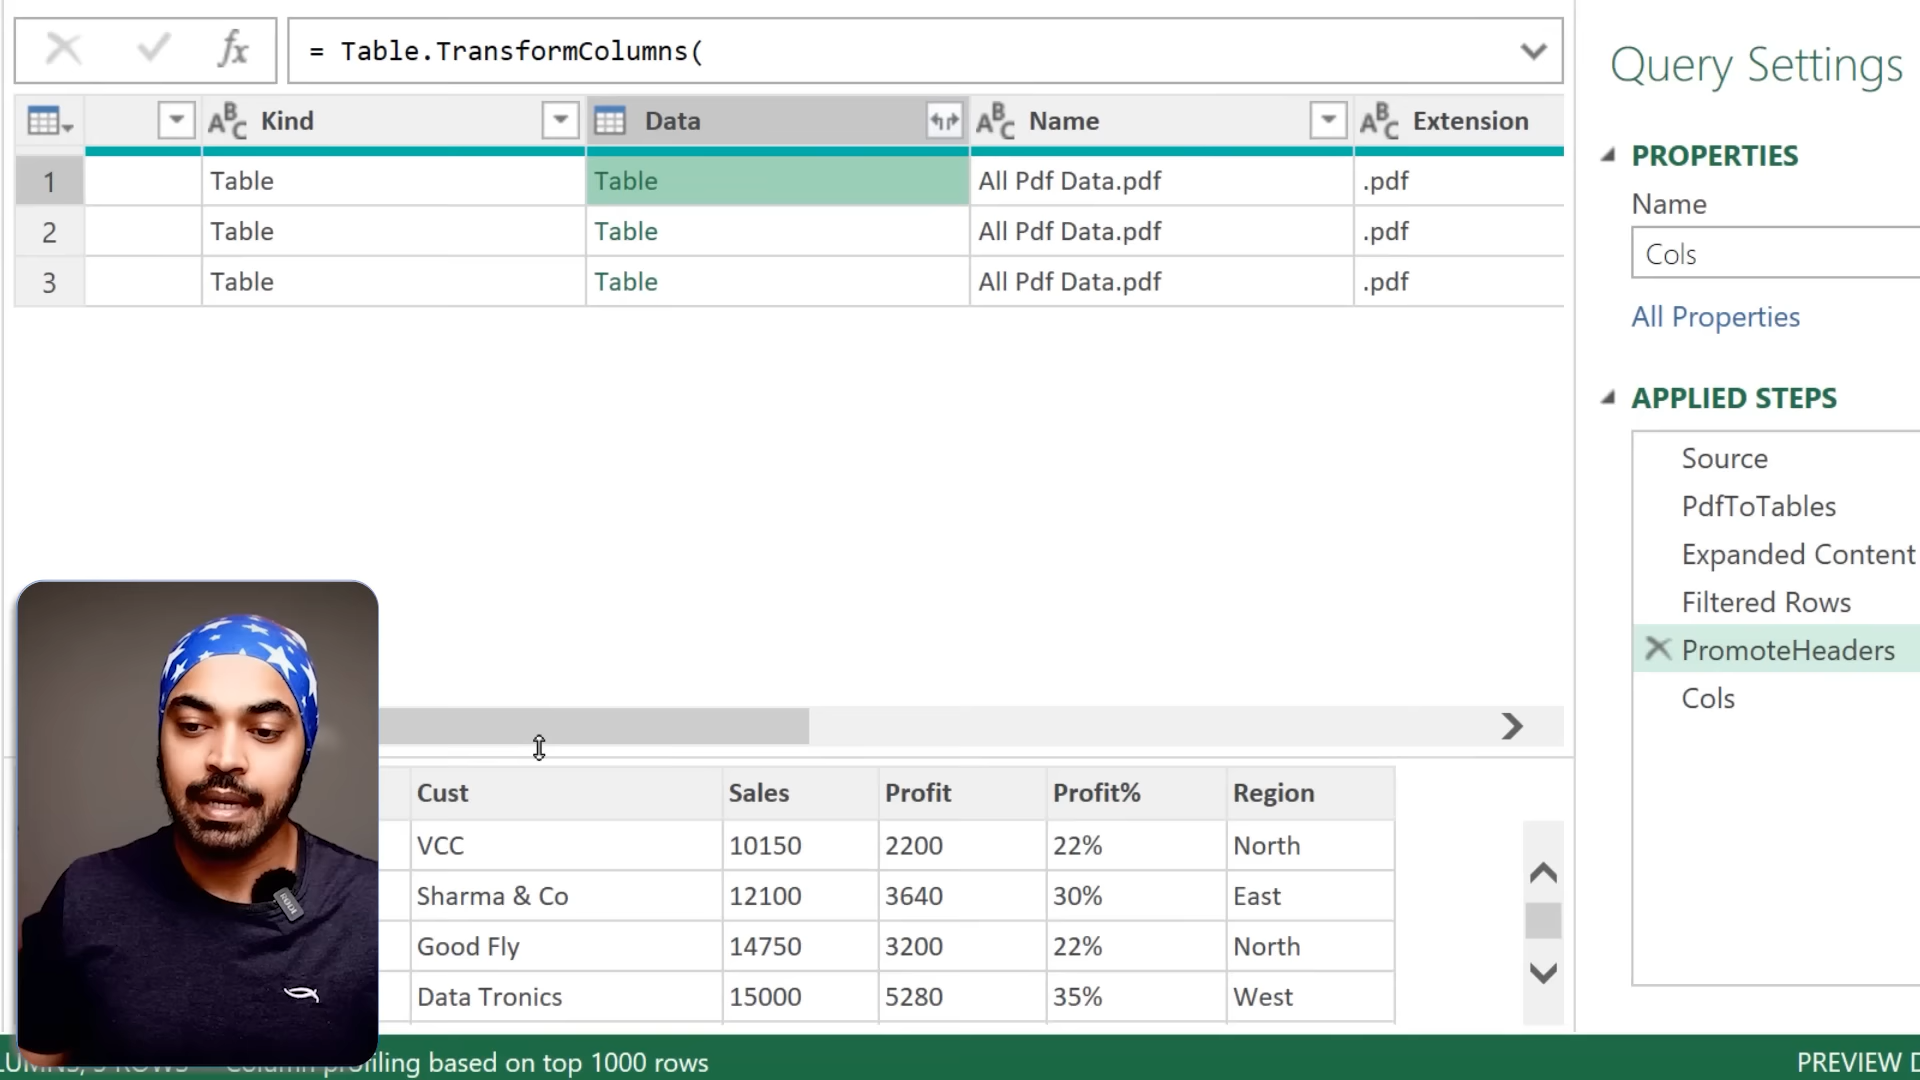 fx = Table.TransformColumns(
Kind Data Name Extension
1 Table Table All Pdf Data.pdf .pdf
2 Table Table All Pdf Data.pdf .pdf
3 Table Table All Pdf Data.pdf .pdf
Cust Sales Profit Profit% Region
VCC 10150 2200 22% North
Sharma & Co 12100 3640 30% East
Good Fly 14750 3200 22% North
Data Tronics 15000 5280 35% West
Query Settings
PROPERTIES
Name
Cols
All Properties
APPLIED STEPS
Source
PdfToTables
Expanded Content
Filtered Rows
PromoteHeaders
Cols
based on top 1000 rows
PREVIEW D